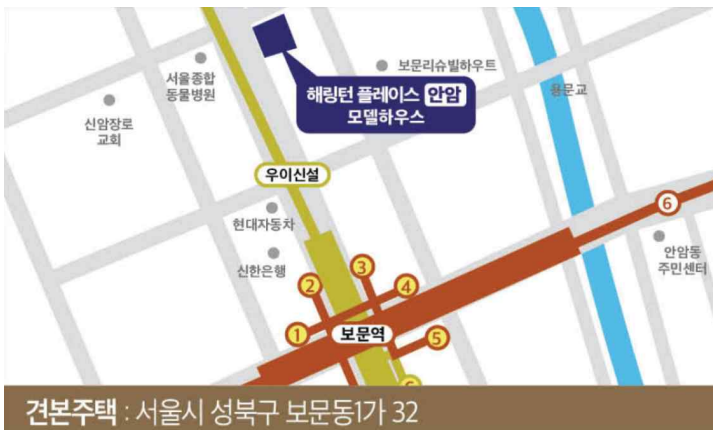 서울종합
동물병원
보문리슈빌하우트
해링턴 플레이스 안암
모델하우스
용문교
신암장로
교회
우이신설
현대자동차
신한은행
6
안암동
주민센터
2
3
4
1
보문역
5
6
견본주택 : 서울시 성북구 보문동1가 32